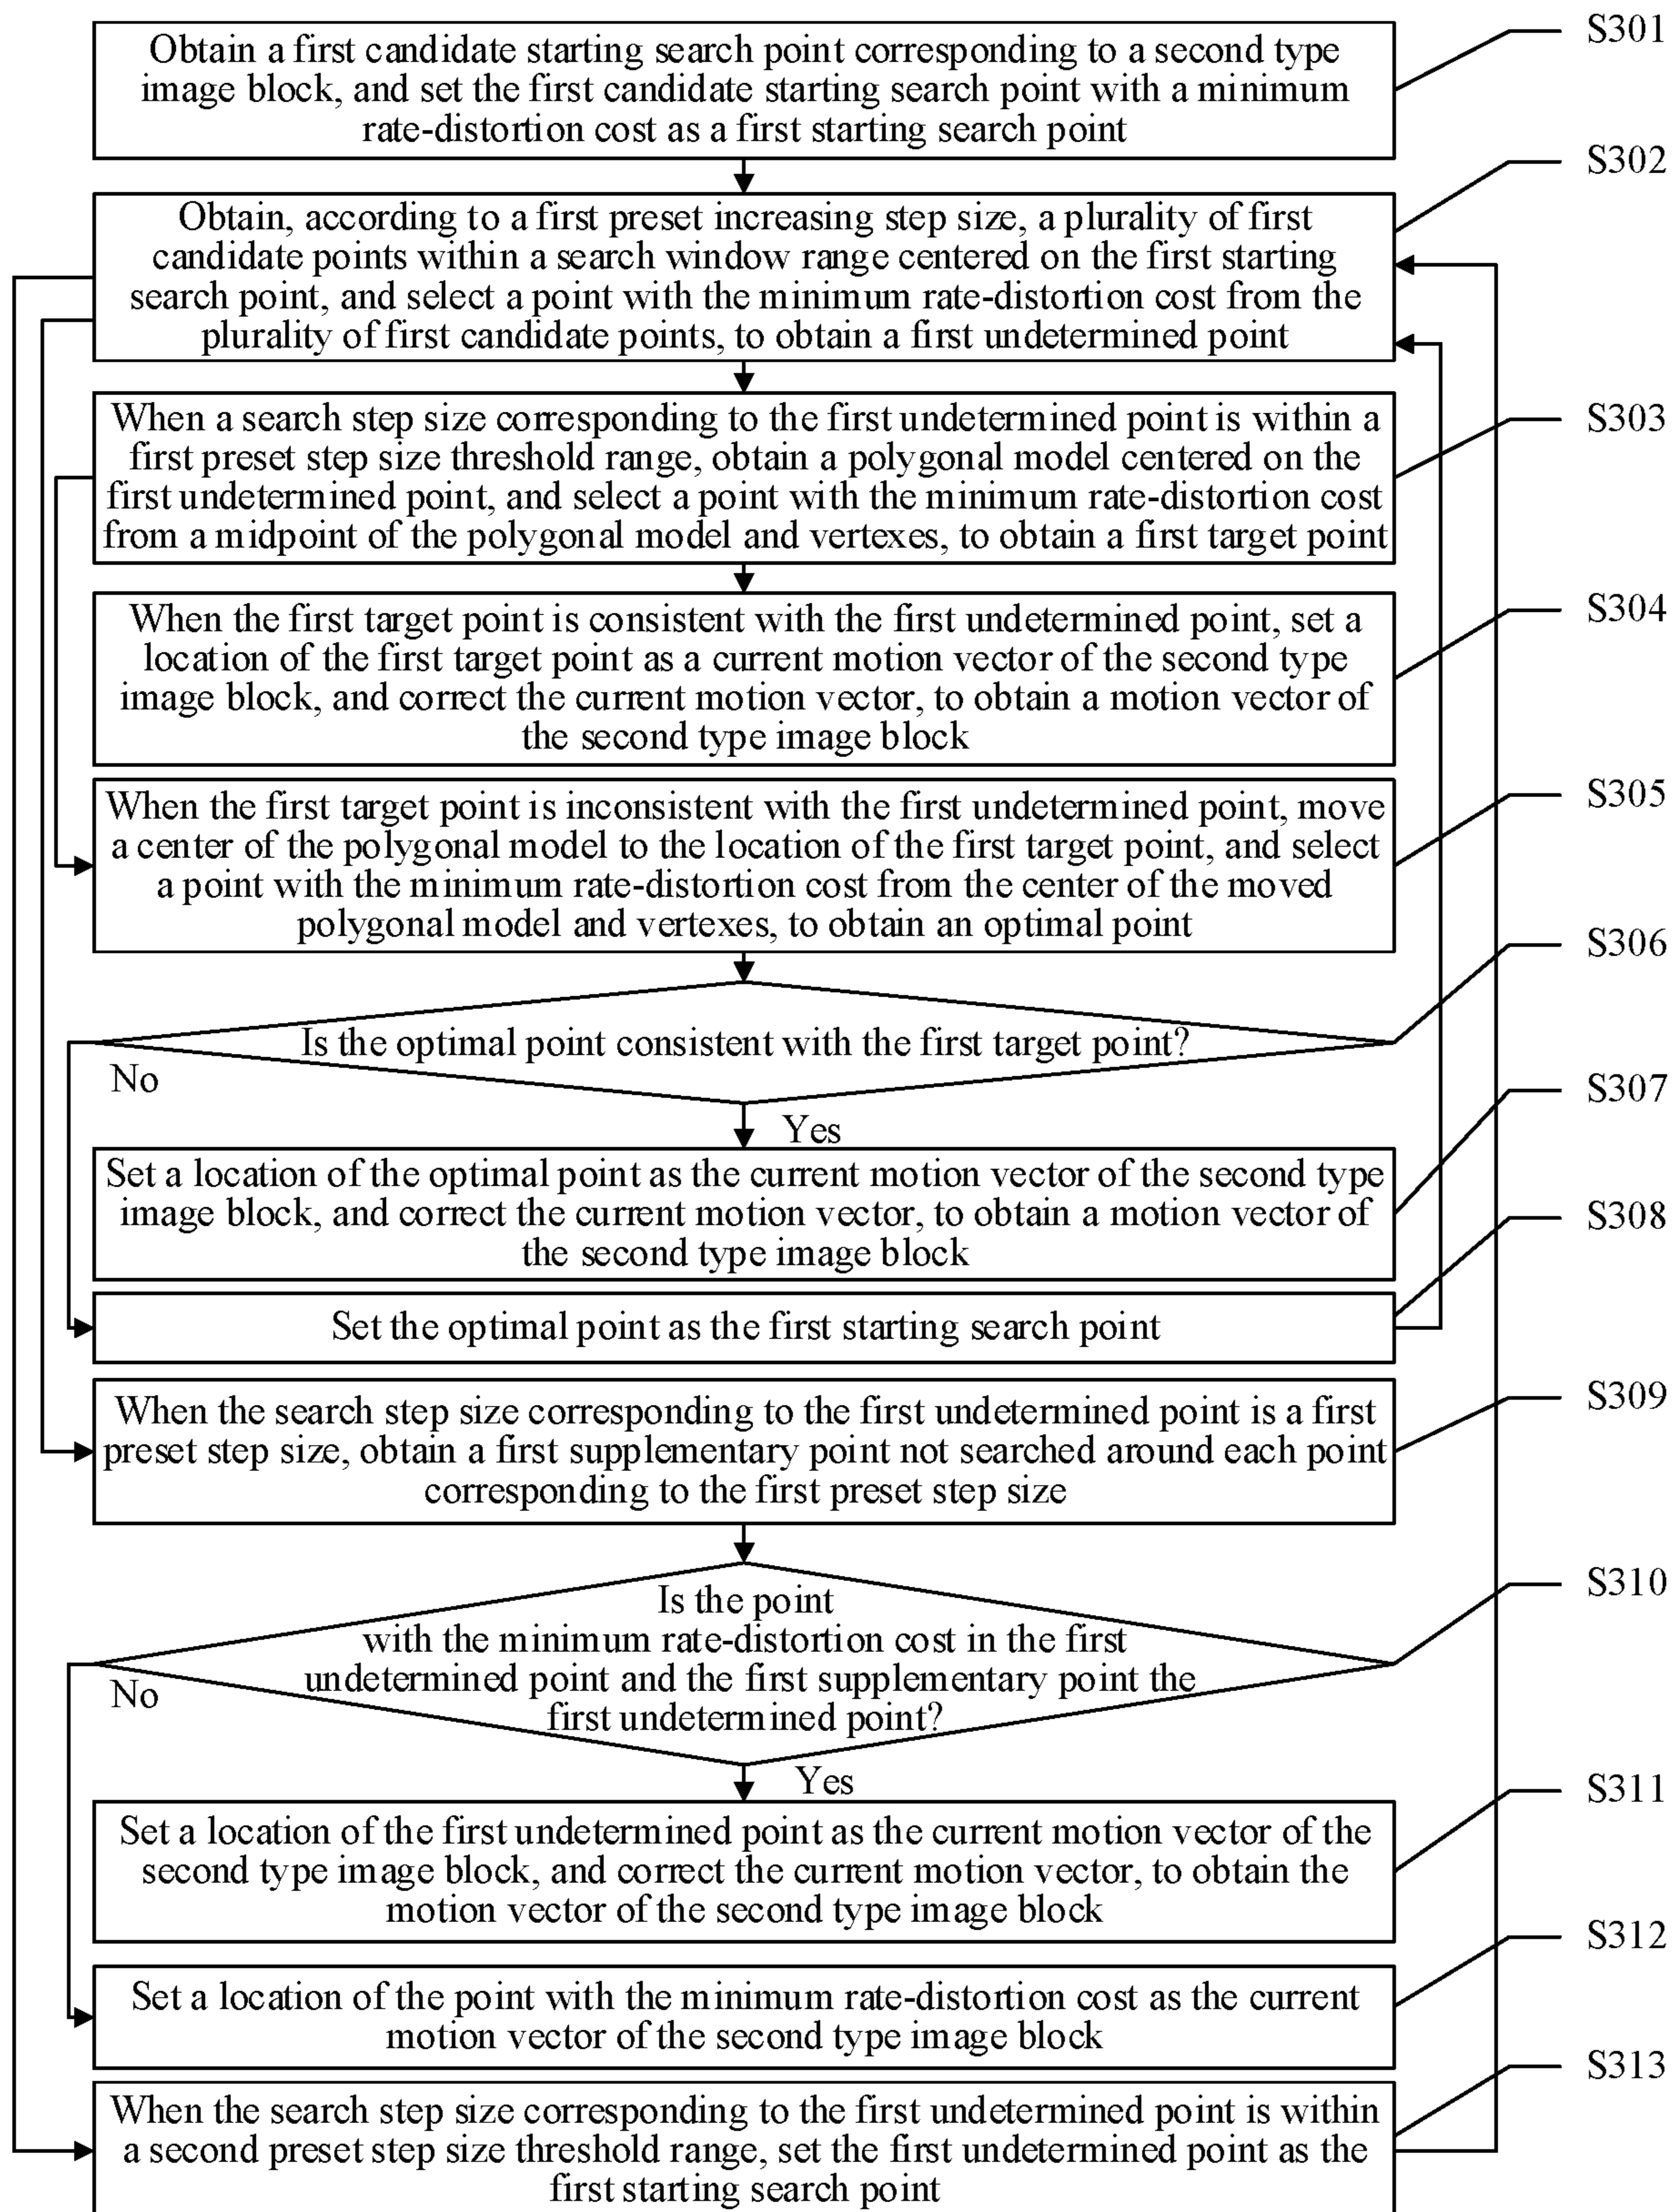 S301
Obtain a first candidate starting search point corresponding to a second type
image block, and set the first candidate starting search point with a minimum
rate-distortion cost as a first starting search point
S302
Obtain, according to a first preset increasing step size, a plurality of first
candidate points within a search window range centered on the first starting
search point, and select a point with the minimum rate-distortion cost from the
plurality of first candidate points, to obtain a first undetermined point
S303
When a search step size corresponding to the first undetermined point is within a
first preset step size threshold range, obtain a polygonal model centered on the
first undetermined point, and select a point with the minimum rate-distortion cost
from a midpoint of the polygonal model and vertexes, to obtain a first target point
S304
When the first target point is consistent with the first undetermined point, set a
location of the first target point as a current motion vector of the second type
image block, and correct the current motion vector, to obtain a motion vector of
the second type image block
S305
When the first target point is inconsistent with the first undetermined point, move
a center of the polygonal model to the location of the first target point, and select
a point with the minimum rate-distortion cost from the center of the moved
polygonal model and vertexes, to obtain an optimal point
S306
Is the optimal point consistent with the first target point?
No
Yes
S307
Set a location of the optimal point as the current motion vector of the second type
image block, and correct the current motion vector, to obtain a motion vector of
the second type image block
S308
Set the optimal point as the first starting search point
S309
When the search step size corresponding to the first undetermined point is a first
preset step size, obtain a first supplementary point not searched around each point
corresponding to the first preset step size
S310
Is the point
with the minimum rate-distortion cost in the first
undetermined point and the first supplementary point the
first undetermined point?
No
Yes
S311
Set a location of the first undetermined point as the current motion vector of the
second type image block, and correct the current motion vector, to obtain the
motion vector of the second type image block
S312
Set a location of the point with the minimum rate-distortion cost as the current
motion vector of the second type image block
S313
When the search step size corresponding to the first undetermined point is within
a second preset step size threshold range, set the first undetermined point as the
first starting search point